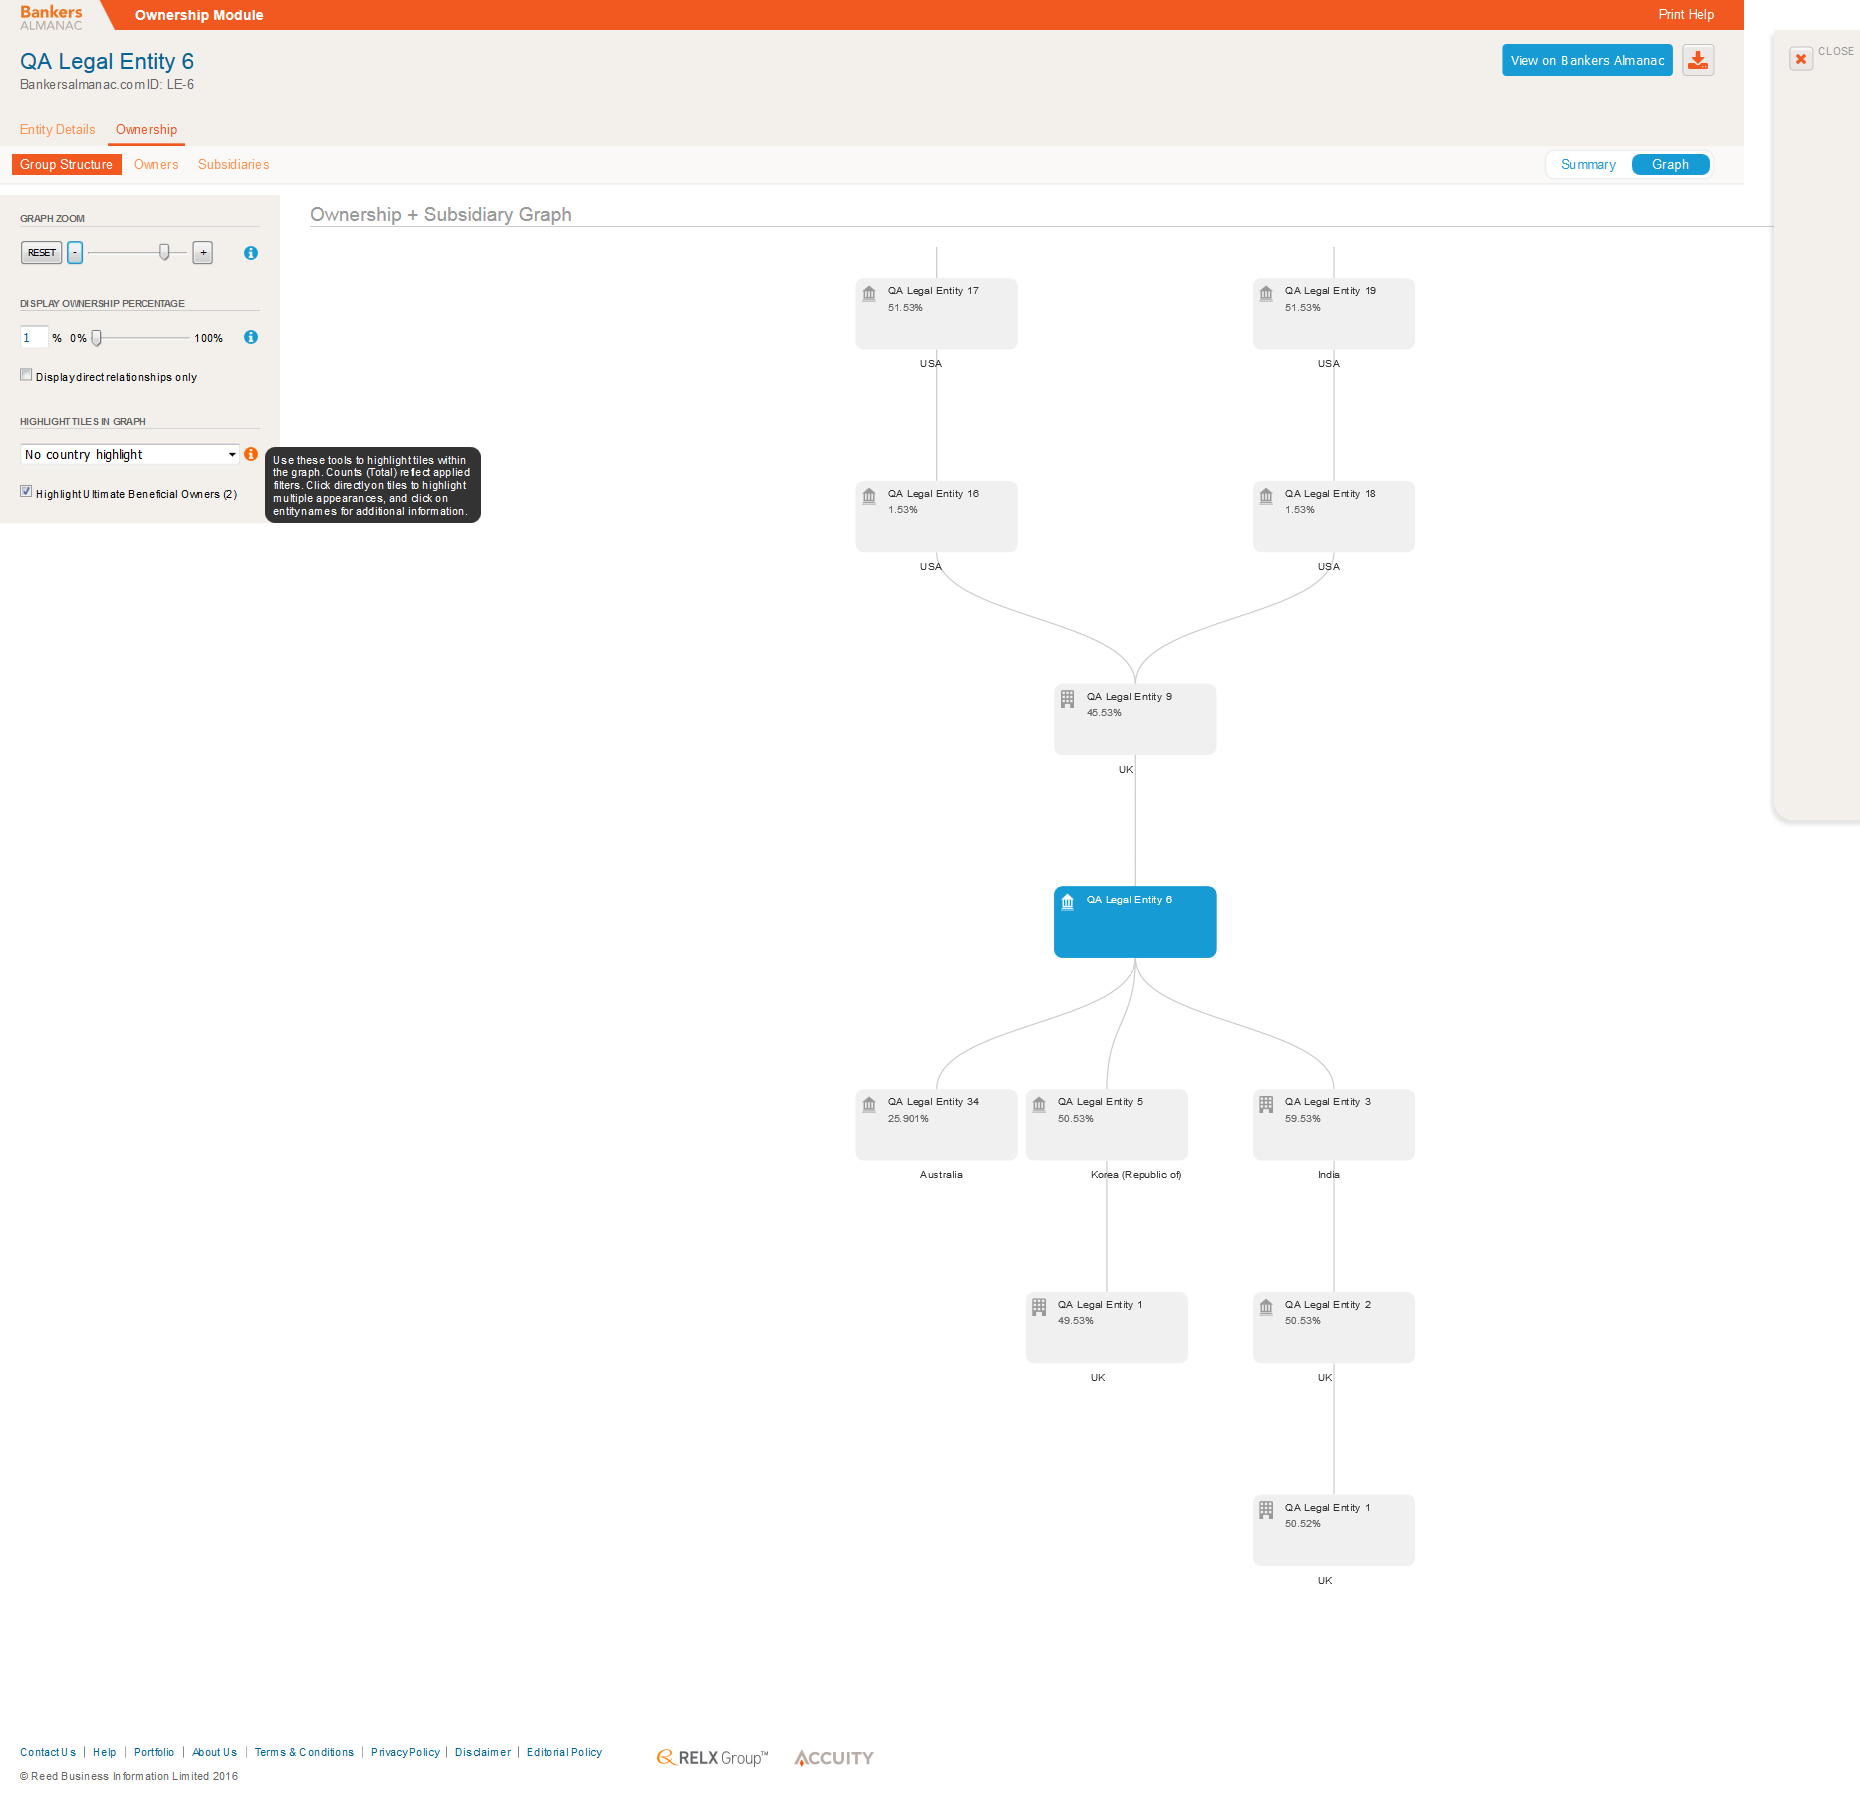 Bankers
ALMANAC
Ownership Module
Print Help
QA Legal Entity 6
Bankersalmanac.com ID: LE-6
View on Bankers Almanac
CLOSE
Entity Details Ownership
Group Structure Owners Subsidiaries
Summary Graph
GRAPH ZOOM
RESET - +
DISPLAY OWNERSHIP PERCENTAGE
1 % 0% 100%
Display direct relationships only
HIGHLIGHT TILES IN GRAPH
No country highlight
Highlight Ultimate Beneficial Owners (2)
Use these tools to highlight tiles within
the graph. Counts (Total) reflect applied
filters. Click directly on tiles to highlight
multiple appearances, and click on
entity names for additional information.
Ownership + Subsidiary Graph
QA Legal Entity 17
51.53%
USA
QA Legal Entity 19
51.53%
USA
QA Legal Entity 16
1.53%
USA
QA Legal Entity 18
1.53%
USA
QA Legal Entity 9
45.53%
UK
QA Legal Entity 6
QA Legal Entity 34
25.901%
Australia
QA Legal Entity 5
50.53%
Korea (Republic of)
QA Legal Entity 3
59.53%
India
QA Legal Entity 1
49.53%
UK
QA Legal Entity 2
50.53%
UK
QA Legal Entity 1
50.52%
UK
Contact Us | Help | Portfolio | About Us | Terms & Conditions | Privacy Policy | Disclaimer | Editorial Policy
RELX Group™ ACCUITY
© Reed Business Information Limited 2016